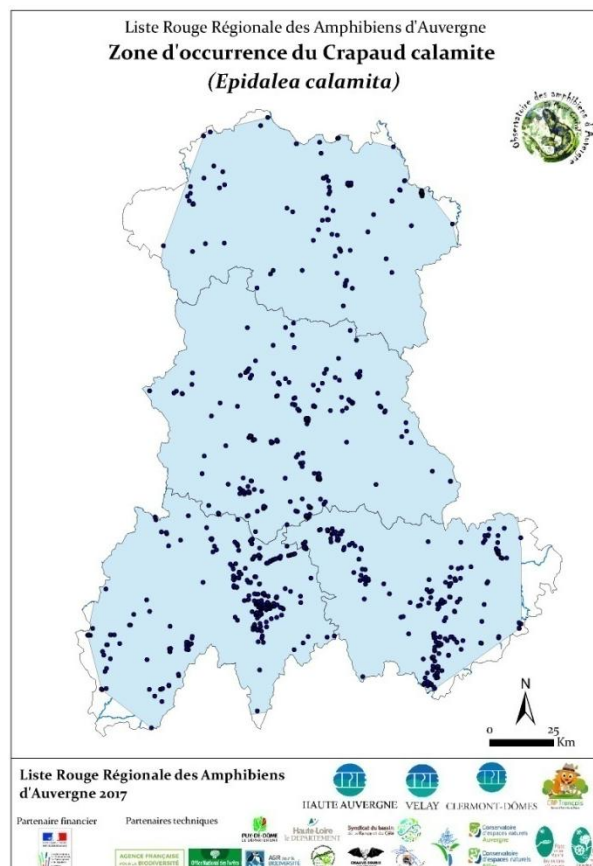 Liste Rouge Régionale des Amphibiens d'Auvergne
Zone d'occurrence du Crapaud calamite
(Epidalea calamita)
Observatoire des amphibiens d'Auvergne
N
0 25
Km
Liste Rouge Régionale des Amphibiens
d'Auvergne 2017
HAUTE AUVERGNE VELAY CLERMONT-DÔMES
Partenaire financier Partenaires techniques
PUY-DE-DÔME
Haute-Loire
LE DÉPARTEMENT
Syndicat du bassin
AGENCE FRANÇAISE
POUR LA BIODIVERSITÉ
Conservatoire
d'espaces naturels
Auvergne
Conservatoire
d'espaces naturels